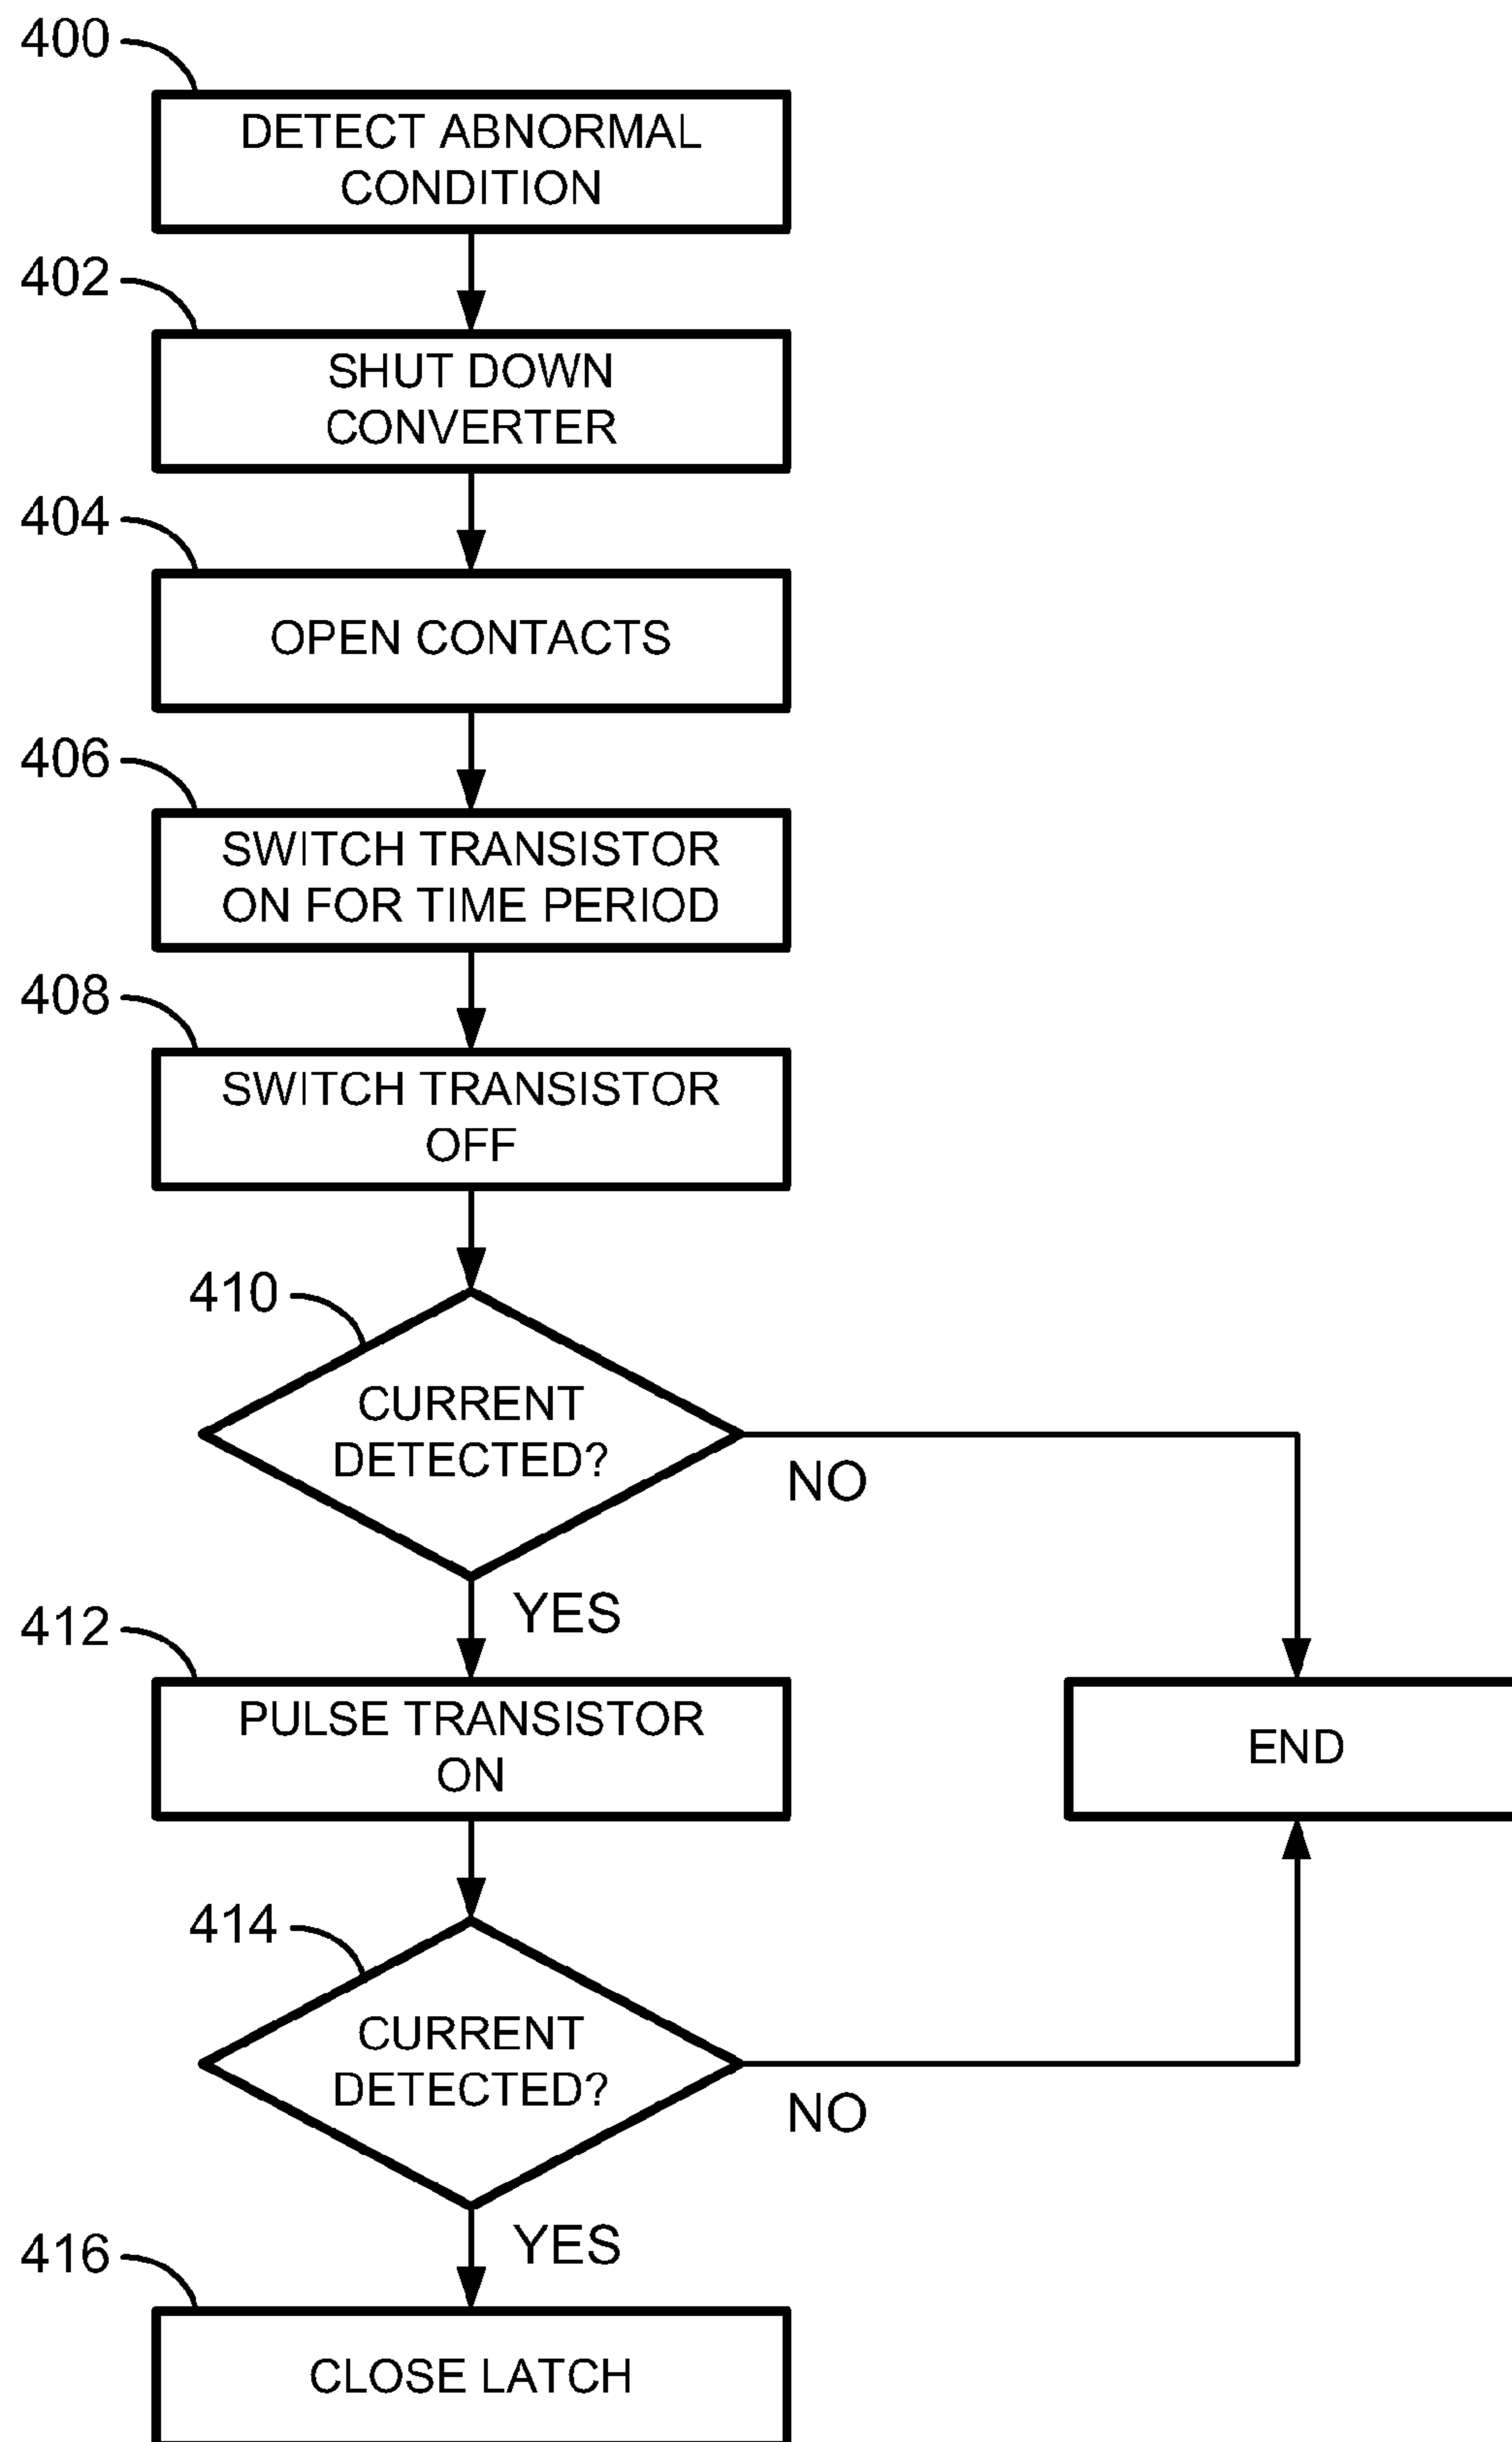 400
DETECT ABNORMAL
CONDITION
402
SHUT DOWN
CONVERTER
404
OPEN CONTACTS
406
SWITCH TRANSISTOR
ON FOR TIME PERIOD
408
SWITCH TRANSISTOR
OFF
410
CURRENT
DETECTED?
NO
YES
412
PULSE TRANSISTOR
ON
END
414
CURRENT
DETECTED?
NO
YES
416
CLOSE LATCH